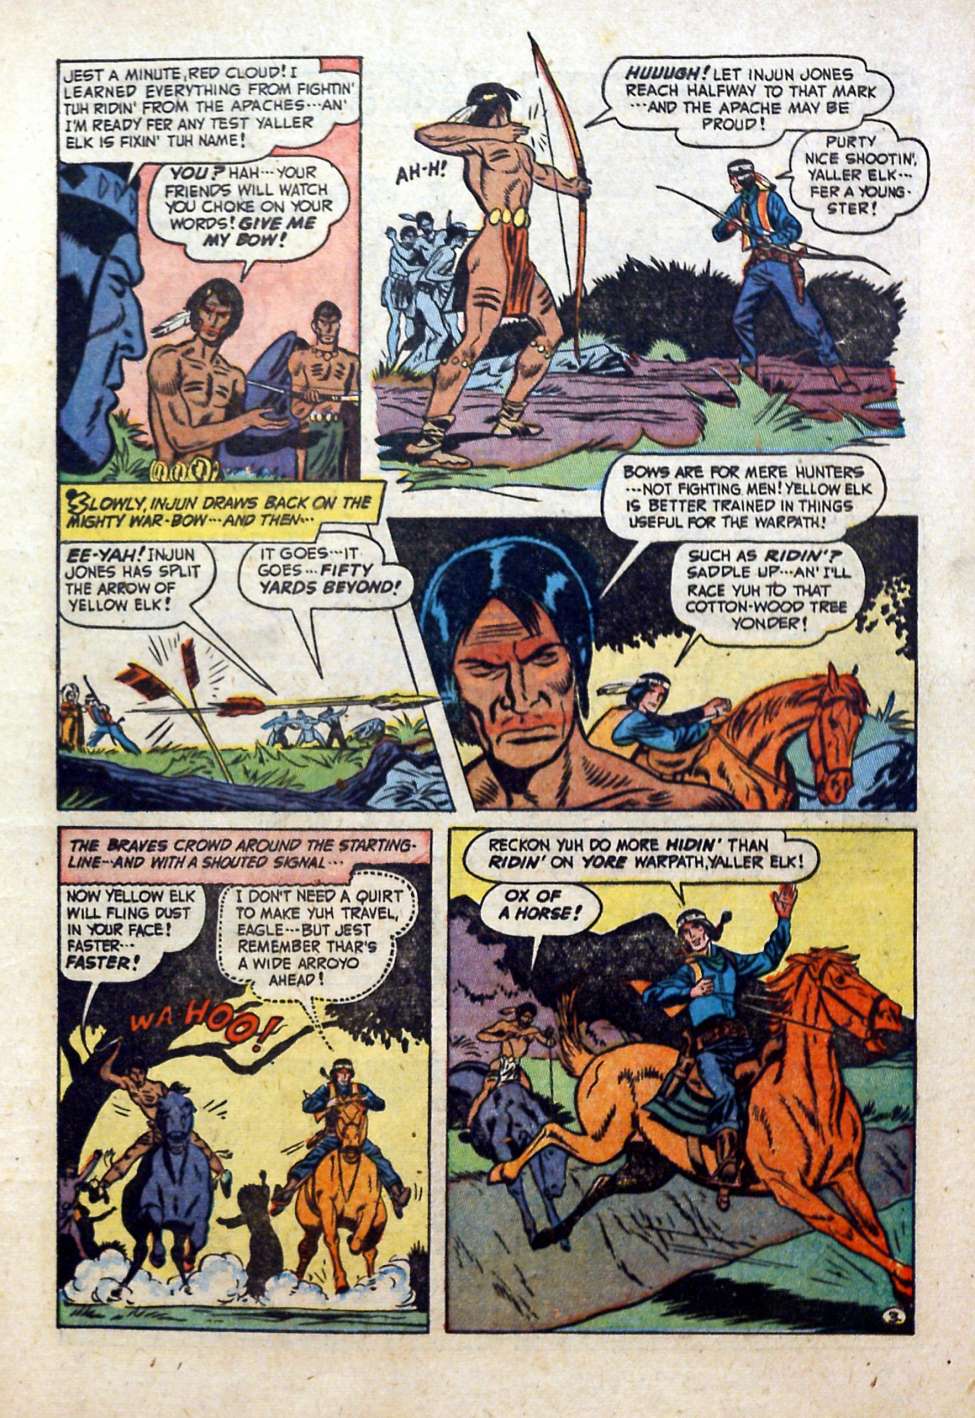 JEST A MINUTE, RED CLOUD! I
LEARNED EVERYTHING FROM FIGHTIN'
TUH RIDIN' FROM THE APACHES---AN'
I'M READY FER ANY TEST YALLER
ELK IS FIXIN' TUH NAME!
YOU? HAH---YOUR
FRIENDS WILL WATCH
YOU CHOKE ON YOUR
WORDS! GIVE ME
MY BOW!
AH-H!
HUUUGH! LET INJUN JONES
REACH HALFWAY TO THAT MARK
---AND THE APACHE MAY BE
PROUD!
PURTY
NICE SHOOTIN',
YALLER ELK---
FER A YOUNG-
STER!
SLOWLY, INJUN DRAWS BACK ON THE
MIGHTY WAR-BOW---AND THEN---
EE-YAH! INJUN
JONES HAS SPLIT
THE ARROW OF
YELLOW ELK!
IT GOES---IT
GOES---FIFTY
YARDS BEYOND!
BOWS ARE FOR MERE HUNTERS
---NOT FIGHTING MEN! YELLOW ELK
IS BETTER TRAINED IN THINGS
USEFUL FOR THE WARPATH!
SUCH AS RIDIN'?
SADDLE UP---AN' I'LL
RACE YUH TO THAT
COTTON-WOOD TREE
YONDER!
THE BRAVES CROWD AROUND THE STARTING-
LINE---AND WITH A SHOUTED SIGNAL---
NOW YELLOW ELK
WILL FLING DUST
IN YOUR FACE!
FASTER---
FASTER!
I DON'T NEED A QUIRT
TO MAKE YUH TRAVEL,
EAGLE---BUT JEST
REMEMBER THAR'S
A WIDE ARROYO
AHEAD!
WAHOO!
RECKON YUH DO MORE HIDIN' THAN
RIDIN' ON YORE WARPATH, YALLER ELK!
OX OF
A HORSE!
3